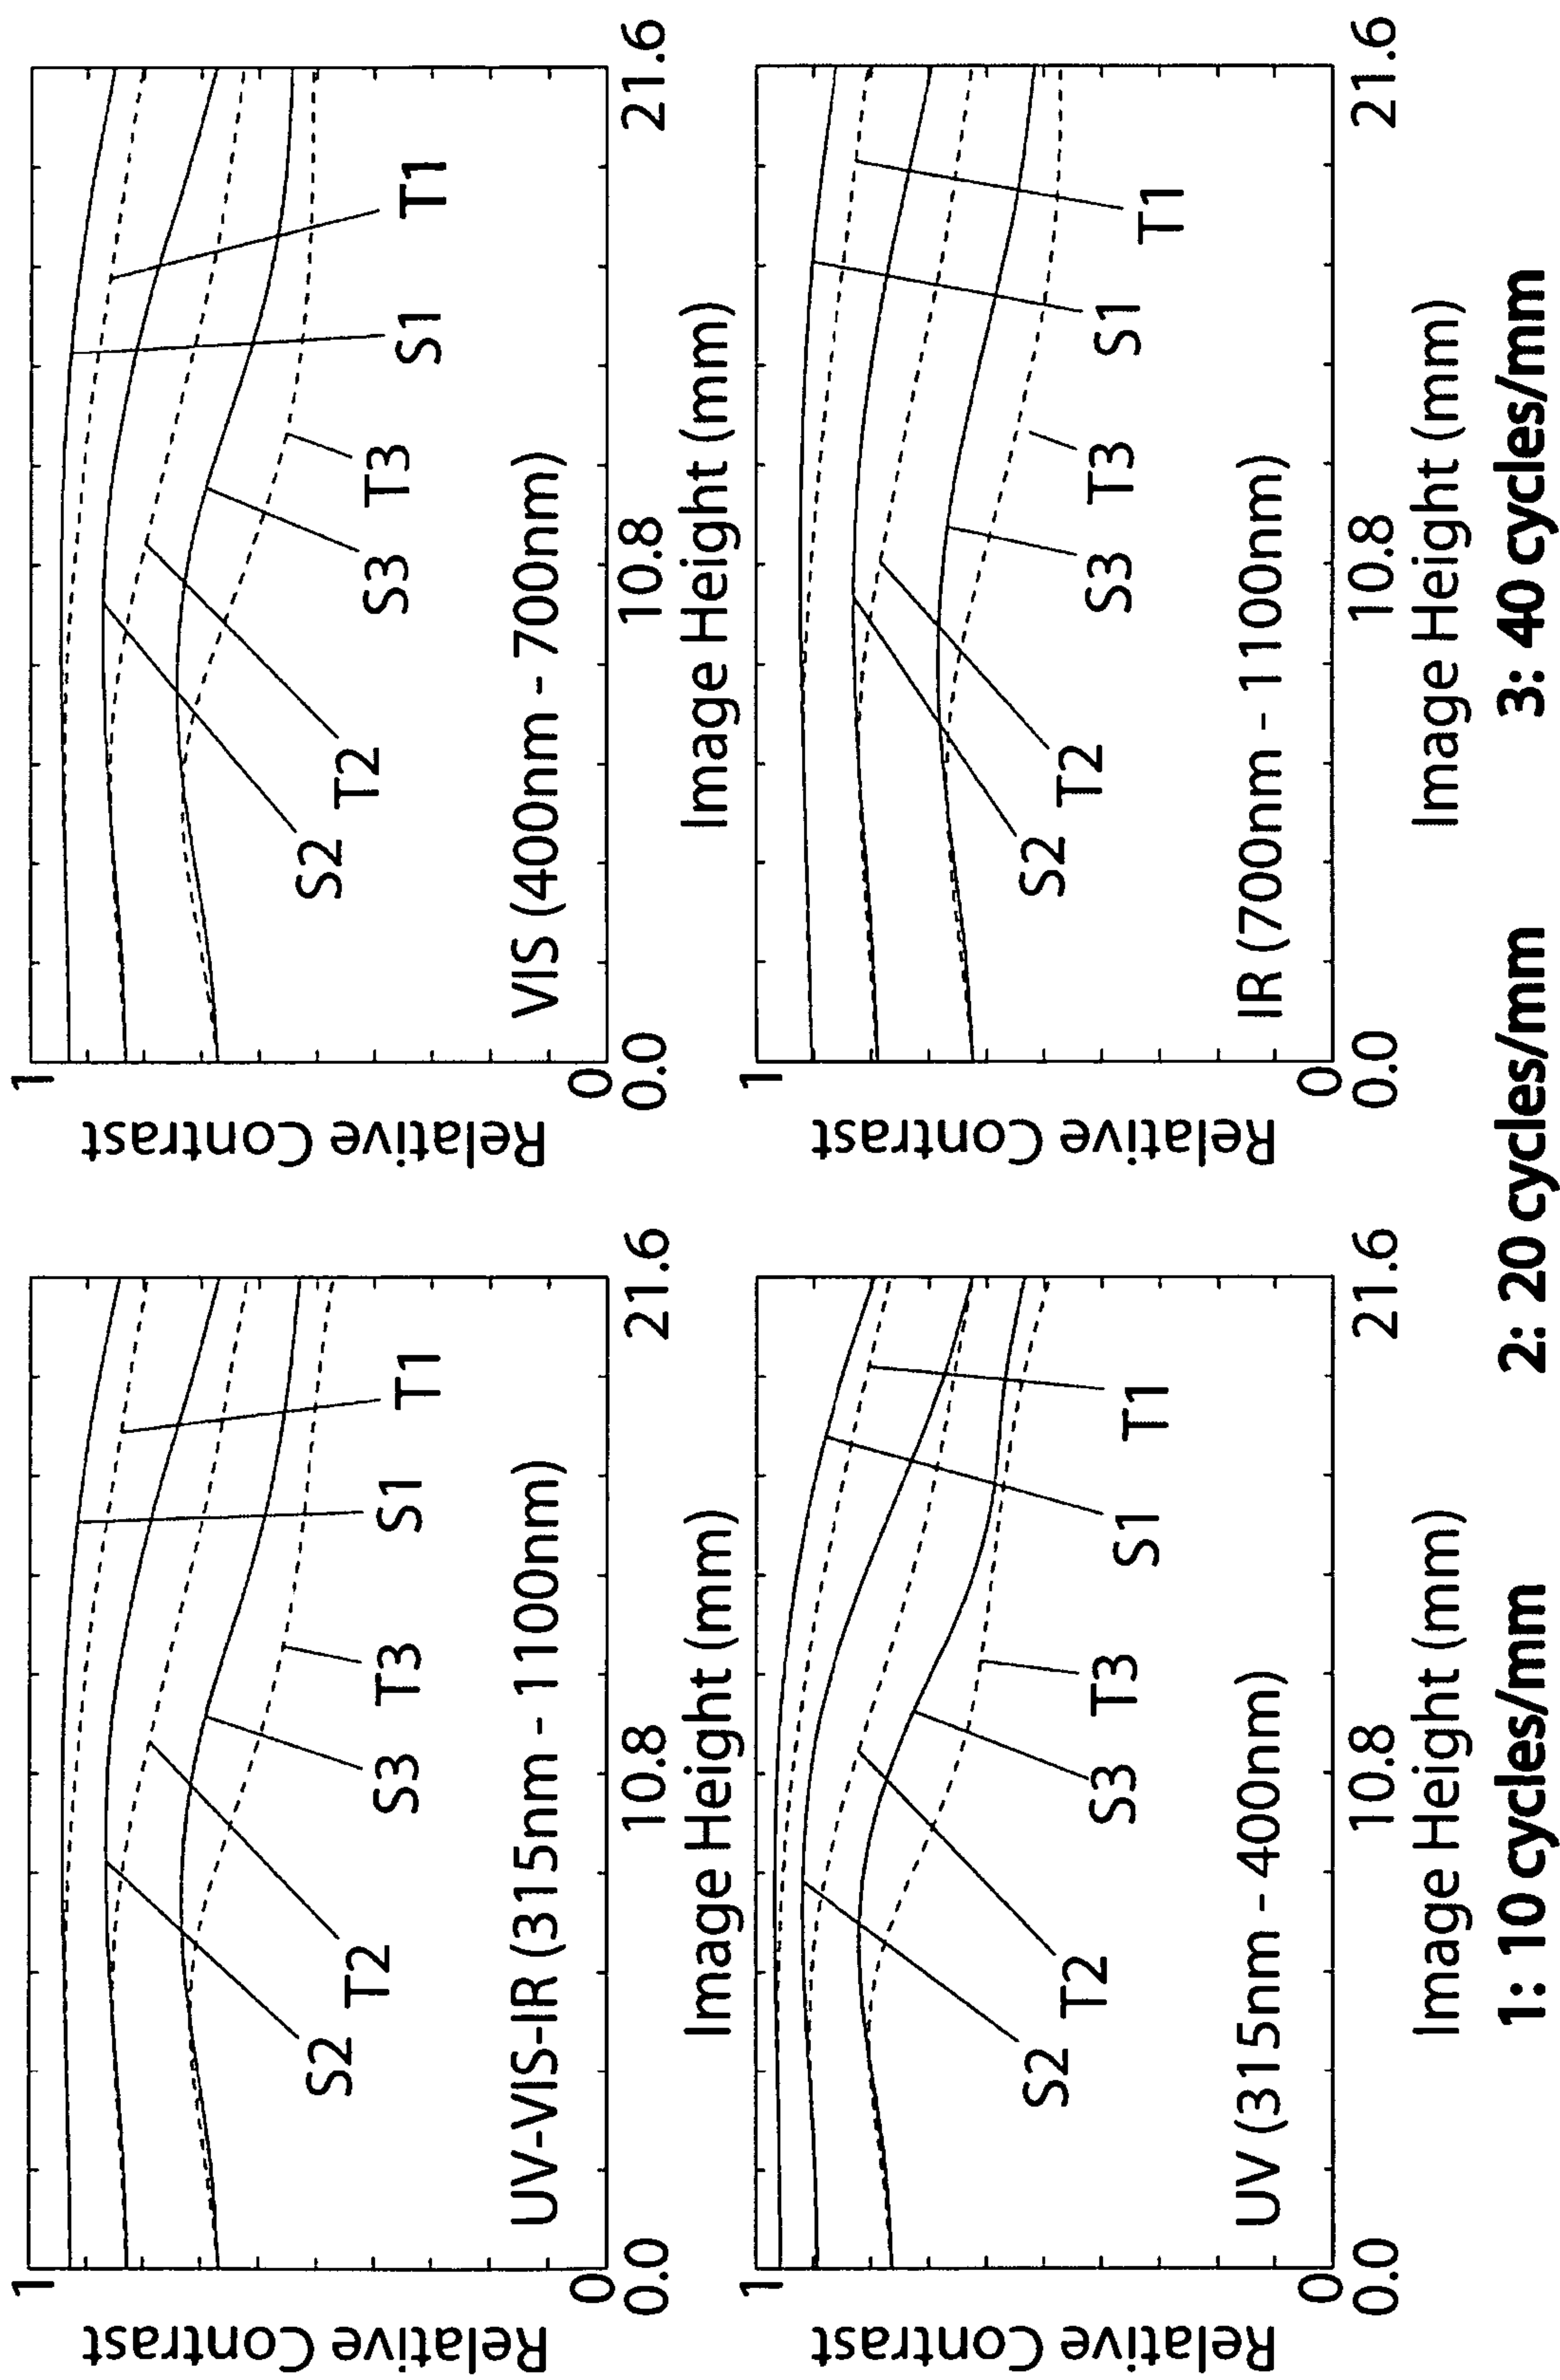 1
Relative Contrast
0
S2
T2
S3
T3
S1
T1
UV-VIS-IR (315nm - 1100nm)
0.0
10.8
21.6
Image Height (mm)
1
Relative Contrast
0
S2
T2
S3
T3
S1
T1
VIS (400nm - 700nm)
0.0
10.8
21.6
Image Height (mm)
1
Relative Contrast
0
S2
T2
S3
T3
S1
T1
UV (315nm - 400nm)
0.0
10.8
21.6
Image Height (mm)
1
Relative Contrast
0
S2
T2
S3
T3
S1
T1
IR (700nm - 1100nm)
0.0
10.8
21.6
Image Height (mm)
1: 10 cycles/mm 2: 20 cycles/mm 3: 40 cycles/mm